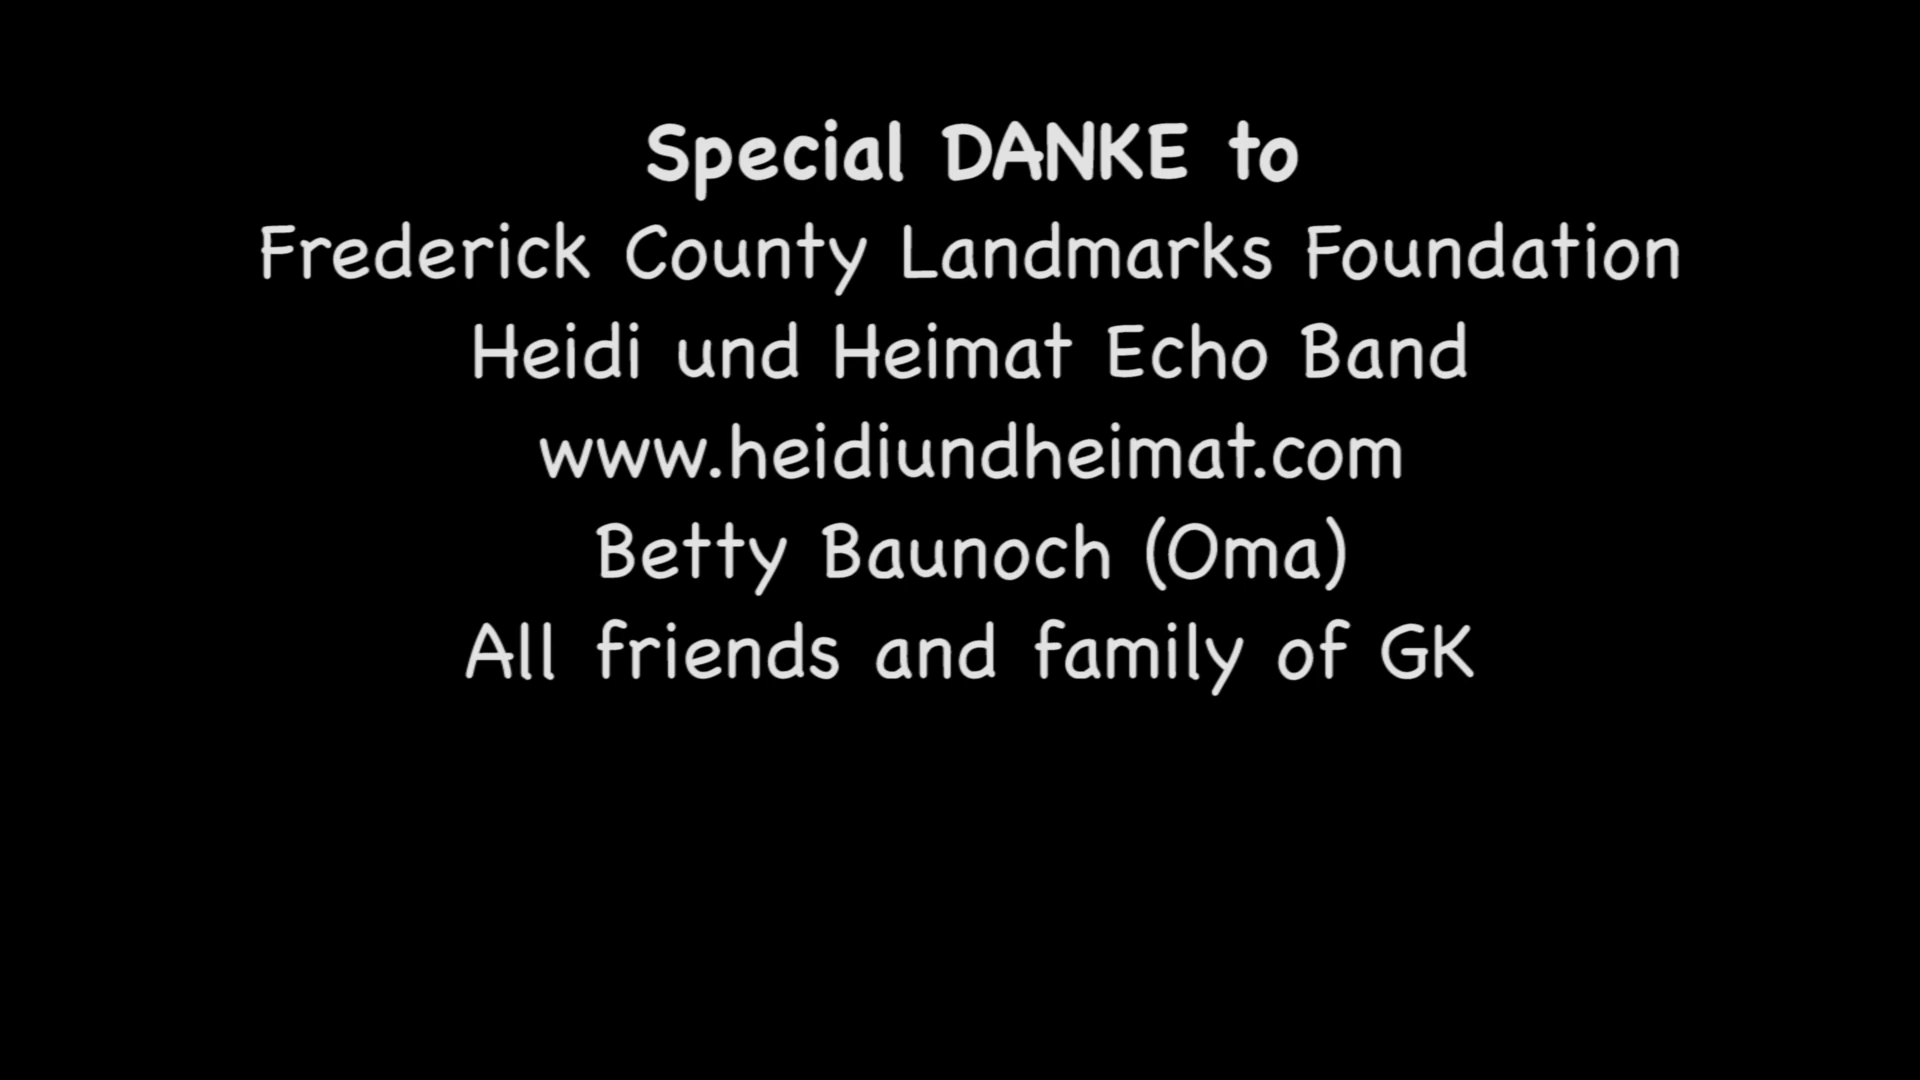 Special DANKE to
Frederick County Landmarks Foundation
Heidi und Heimat Echo Band
www.heidiundheimat.com
Betty Baunoch (Oma)
All friends and family of GK